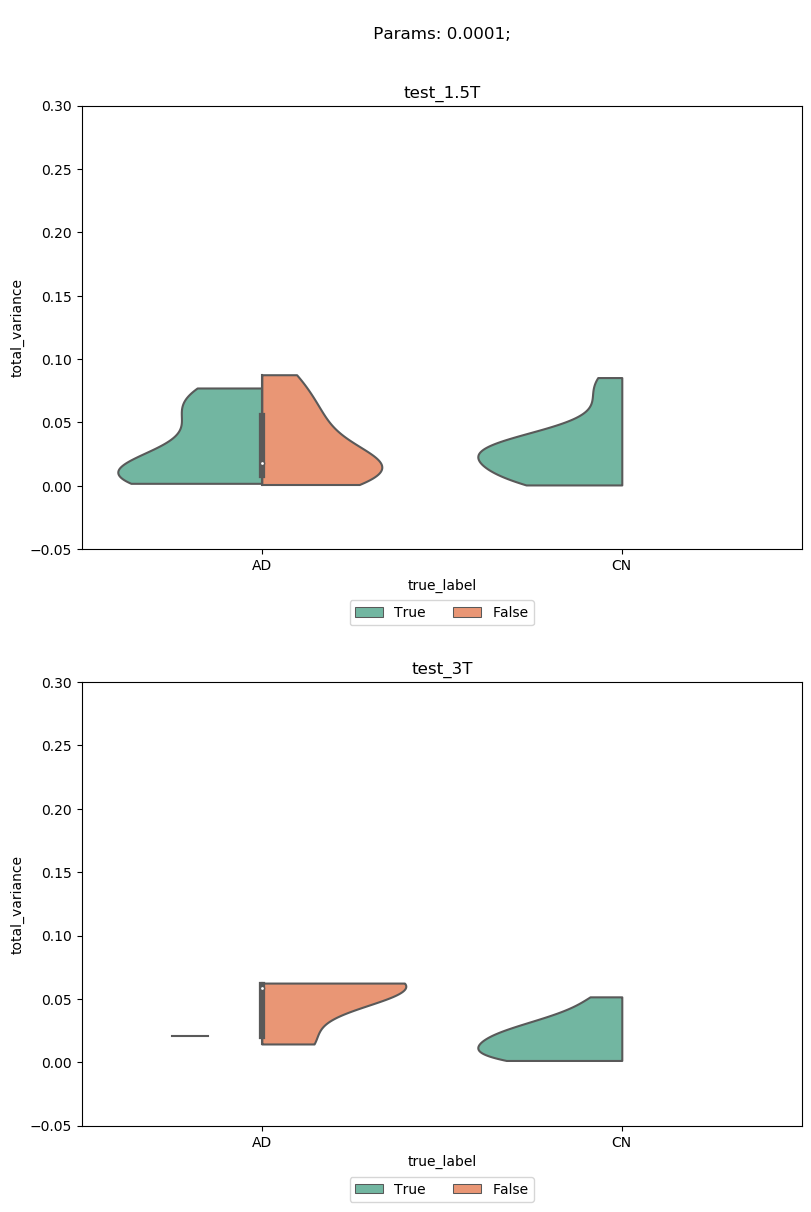 Params: 0.0001;
test_1.5T
0.30
0.25
0.20
0.15
0.10
0.05
0.00
−0.05
total_variance
AD CN
true_label
True False
test_3T
0.30
0.25
0.20
0.15
0.10
0.05
0.00
−0.05
total_variance
AD CN
true_label
True False